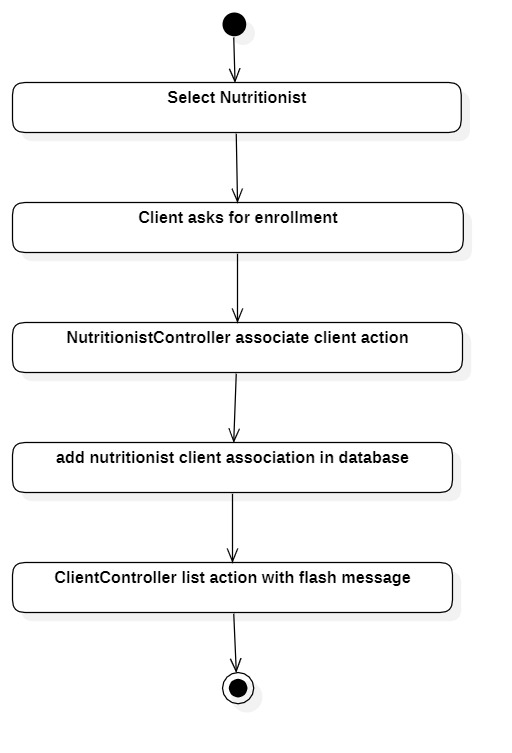 Select Nutritionist
Client asks for enrollment
NutritionistController associate client action
add nutritionist client association in database
ClientController list action with flash message